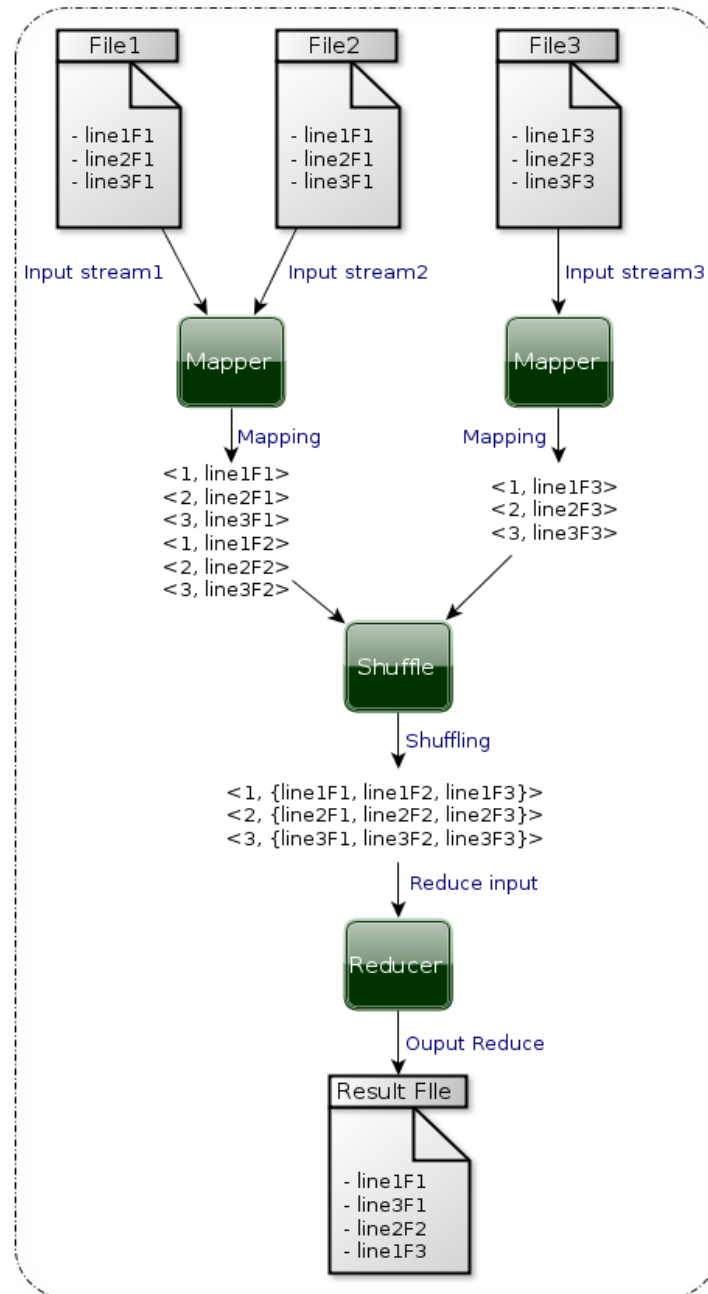 File1
- line1F1
- line2F1
- line3F1
File2
- line1F1
- line2F1
- line3F1
File3
- line1F3
- line2F3
- line3F3
Input stream1
Input stream2
Input stream3
Mapper
Mapper
Mapping
Mapping
<1, line1F1>
<2, line2F1>
<3, line3F1>
<1, line1F2>
<2, line2F2>
<3, line3F2>
<1, line1F3>
<2, line2F3>
<3, line3F3>
Shuffle
Shuffling
<1, {line1F1, line1F2, line1F3}>
<2, {line2F1, line2F2, line2F3}>
<3, {line3F1, line3F2, line3F3}>
Reduce input
Reducer
Ouput Reduce
Result FIle
- line1F1
- line3F1
- line2F2
- line1F3